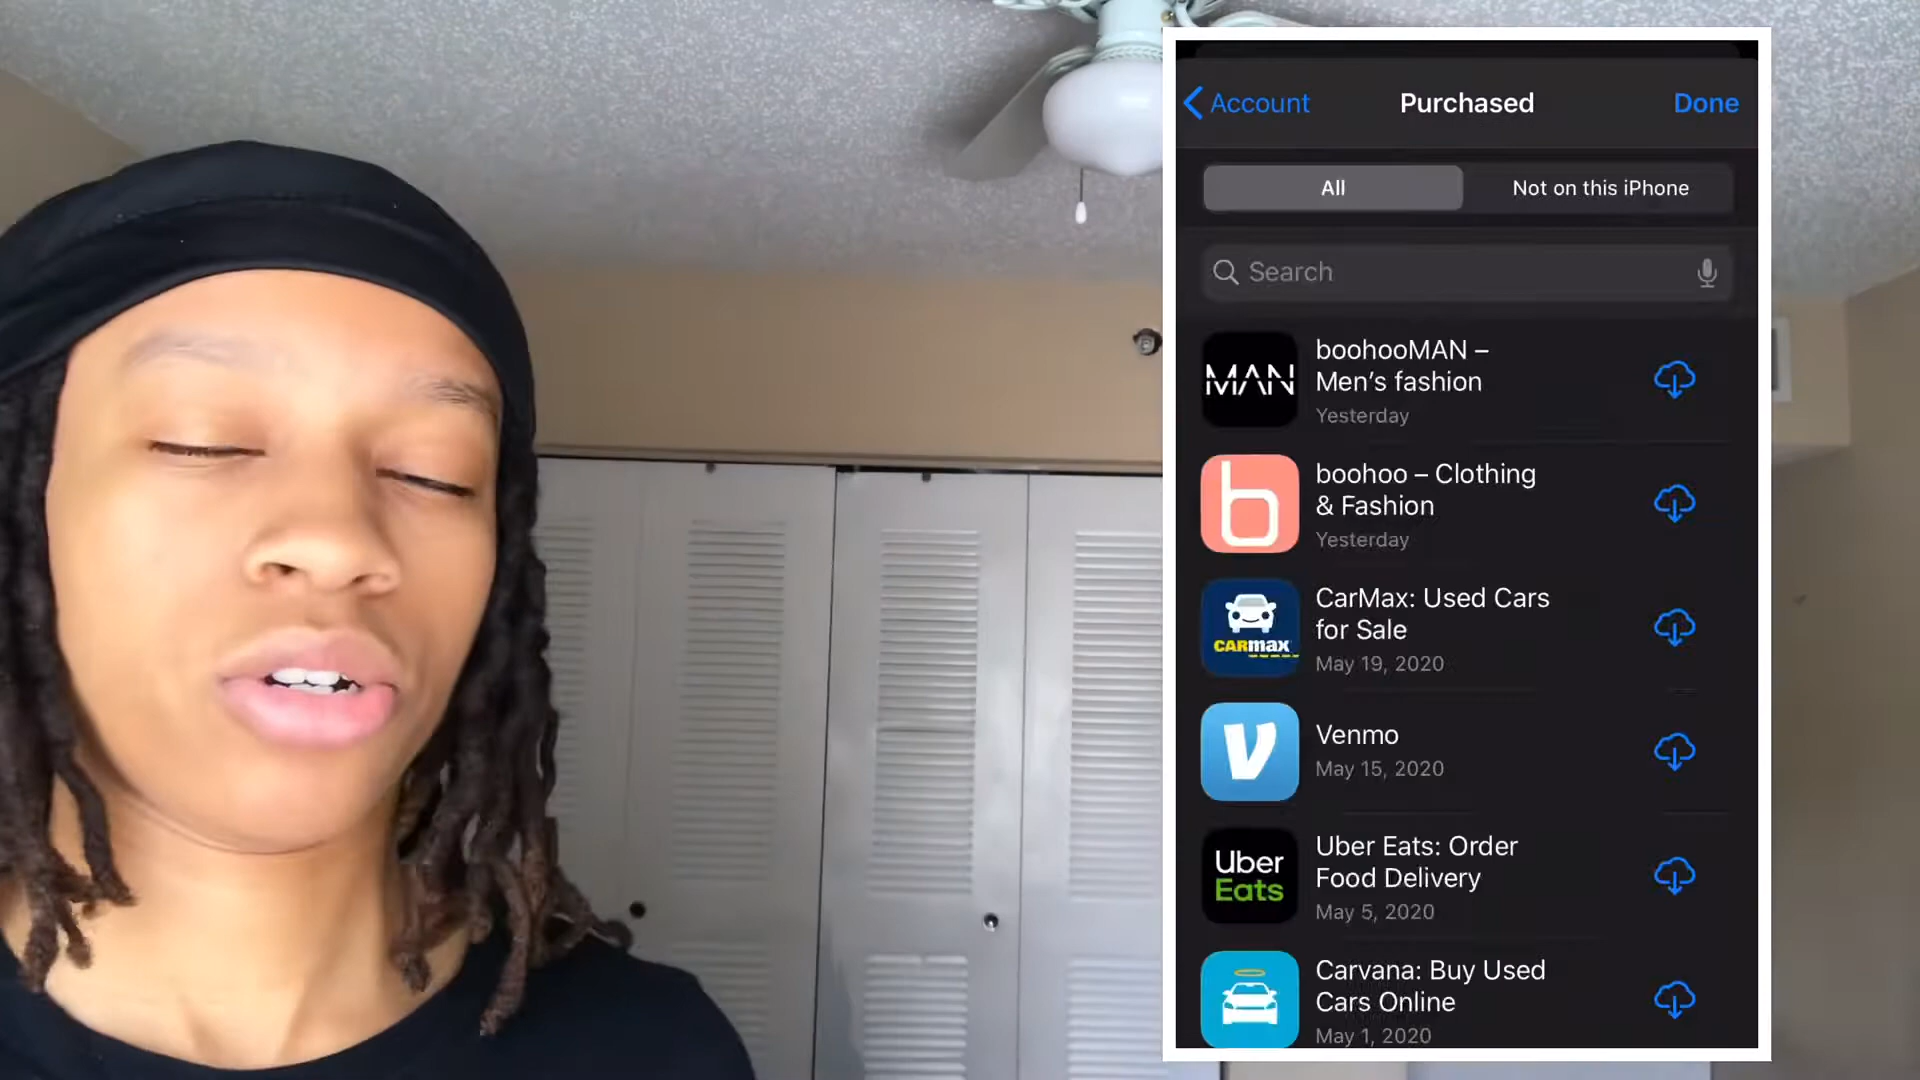 Account
Purchased
Done
All
Not on this iPhone
Search
MAN
boohooMAN –
Men’s fashion
Yesterday
b
boohoo – Clothing
& Fashion
Yesterday
CARMAX
CarMax: Used Cars
for Sale
May 19, 2020
V
Venmo
May 15, 2020
Uber
Eats
Uber Eats: Order
Food Delivery
May 5, 2020
Carvana: Buy Used
Cars Online
May 1, 2020